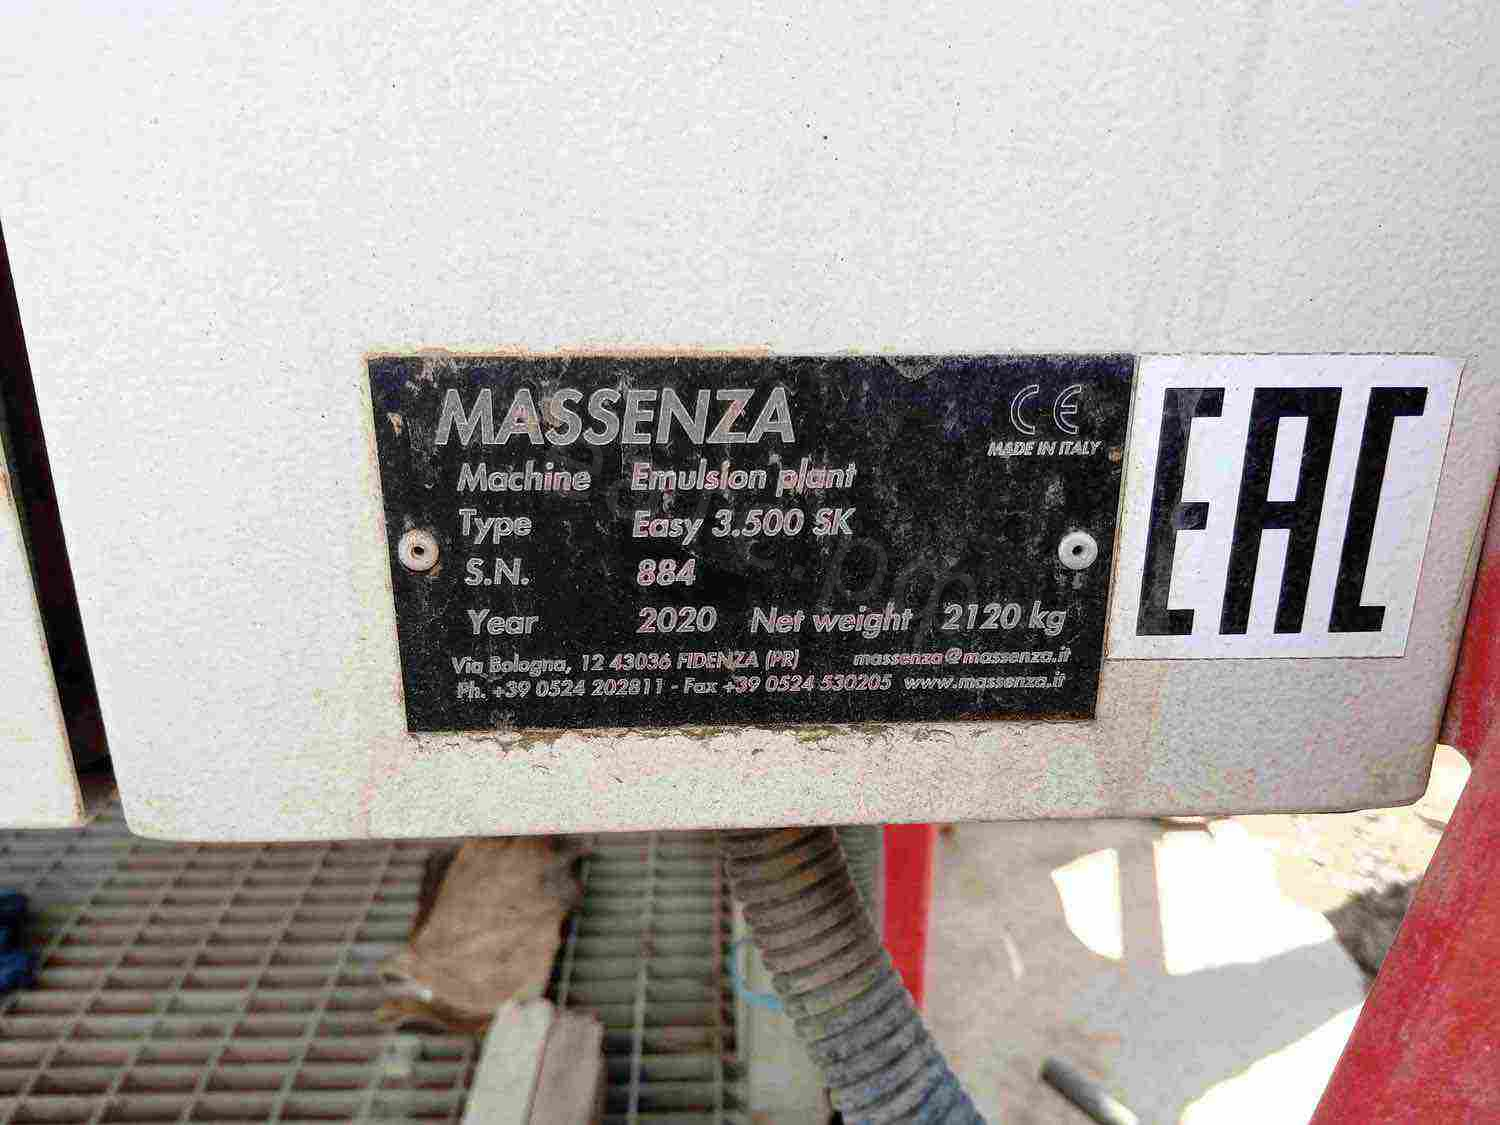 MASSENZA
CE
MADE IN ITALY
Machine Emulsion plant
Type Easy 3.500 SK
S.N. 884
Year 2020 Net weight 2120 kg
Via Bologna, 12 43036 FIDENZA (PR) massenza@massenza.it
Ph. +39 0524 202811 - Fax +39 0524 530205 www.massenza.it
EAC